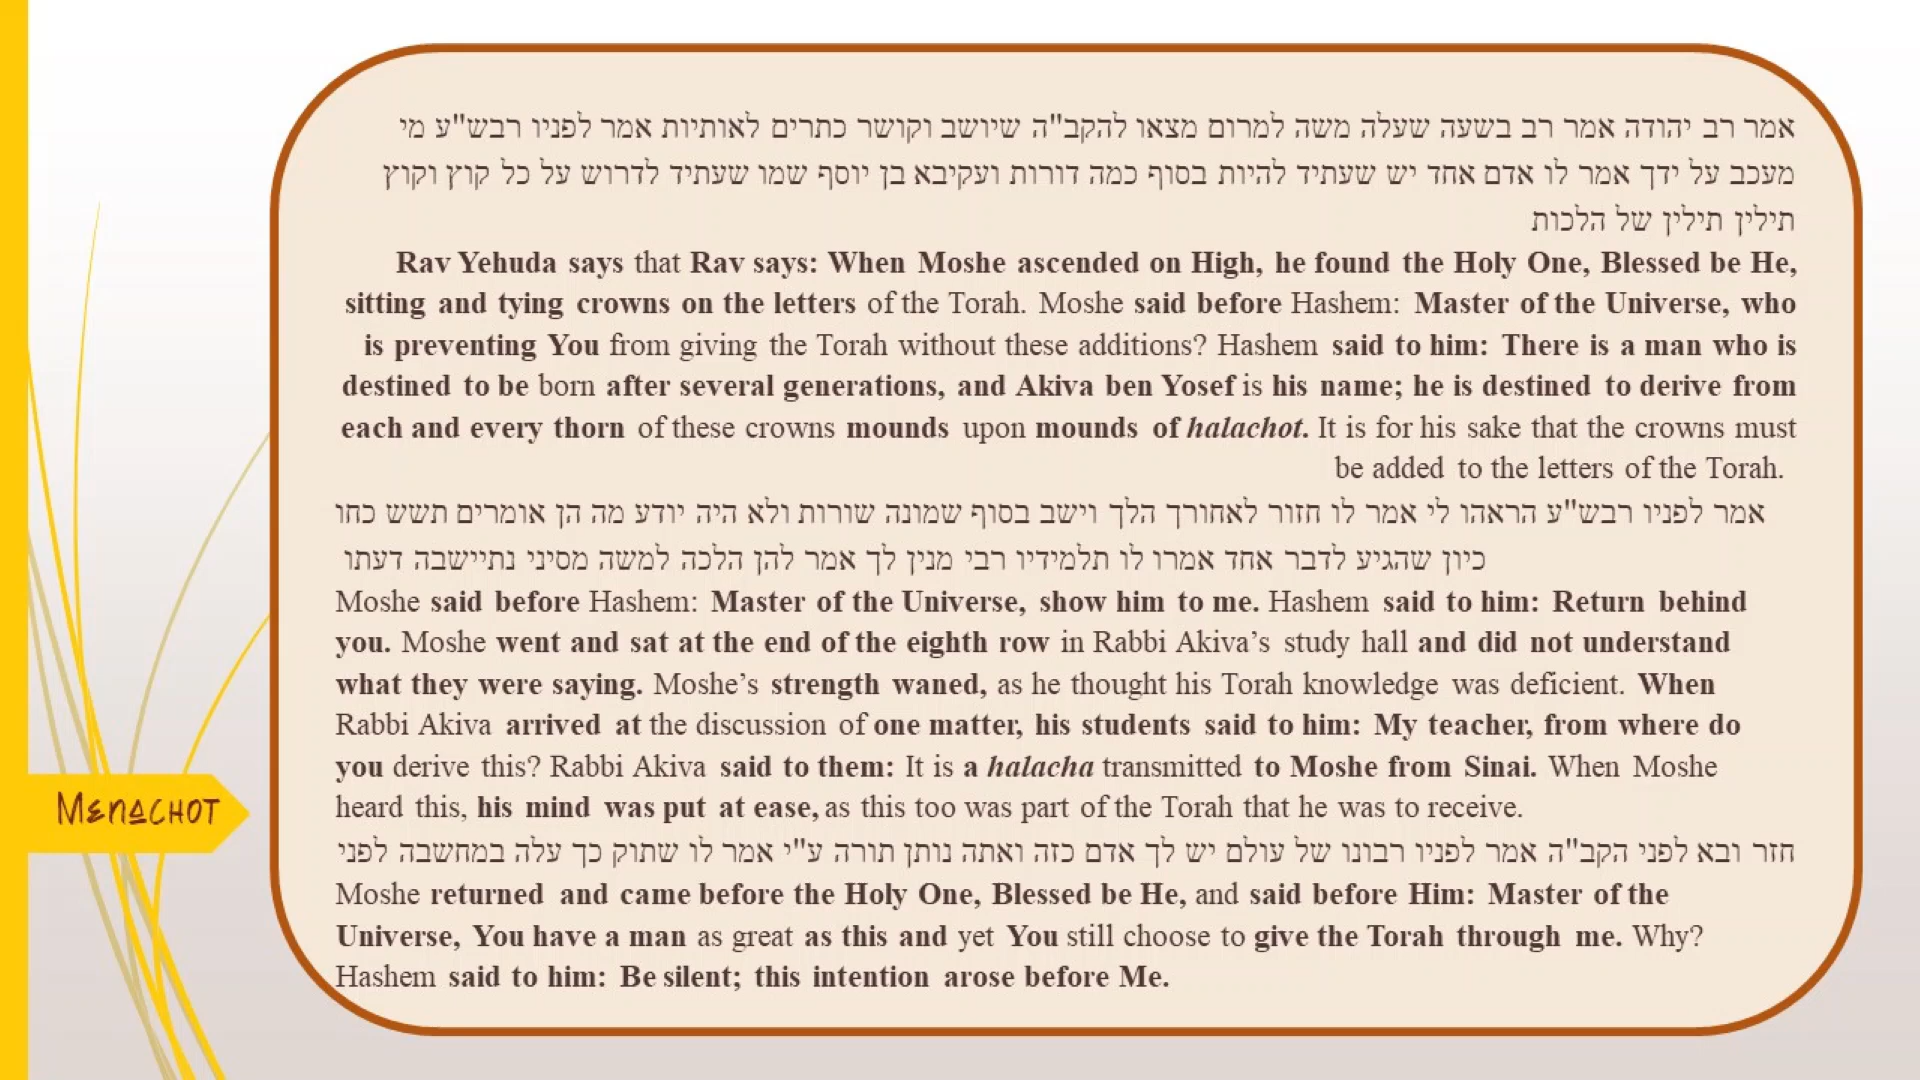 אמר רב יהודה אמר רב בשעה שעלה משה למרום מצאו להקב"ה שיושב וקושר כתרים לאותיות אמר לפניו רבש"ע מי
מעכב על ידך אמר לו אדם אחד יש שעתיד להיות בסוף כמה דורות ועקיבא בן יוסף שמו שעתיד לדרוש על כל קוץ וקוץ
תילין תילין של הלכות
Rav Yehuda says that Rav says: When Moshe ascended on High, he found the Holy One, Blessed be He,
sitting and tying crowns on the letters of the Torah. Moshe said before Hashem: Master of the Universe, who
is preventing You from giving the Torah without these additions? Hashem said to him: There is a man who is
destined to be born after several generations, and Akiva ben Yosef is his name; he is destined to derive from
each and every thorn of these crowns mounds upon mounds of halachot. It is for his sake that the crowns must
be added to the letters of the Torah.
אמר לפניו רבש"ע הראהו לי אמר לו חזור לאחורך הלך וישב בסוף שמונה שורות ולא היה יודע מה הן אומרים תשש כחו
כיון שהגיע לדבר אחד אמרו לו תלמידיו רבי מנין לך אמר להן הלכה למשה מסיני נתיישבה דעתו
Moshe said before Hashem: Master of the Universe, show him to me. Hashem said to him: Return behind
you. Moshe went and sat at the end of the eighth row in Rabbi Akiva's study hall and did not understand
what they were saying. Moshe's strength waned, as he thought his Torah knowledge was deficient. When
Rabbi Akiva arrived at the discussion of one matter, his students said to him: My teacher, from where do
you derive this? Rabbi Akiva said to them: It is a halacha transmitted to Moshe from Sinai. When Moshe
heard this, his mind was put at ease, as this too was part of the Torah that he was to receive.
חזר ובא לפני הקב"ה אמר לפניו רבונו של עולם יש לך אדם כזה ואתה נותן תורה ע"י אמר לו שתוק כך עלה במחשבה לפני
Moshe returned and came before the Holy One, Blessed be He, and said before Him: Master of the
Universe, You have a man as great as this and yet You still choose to give the Torah through me. Why?
Hashem said to him: Be silent; this intention arose before Me.
Menachot